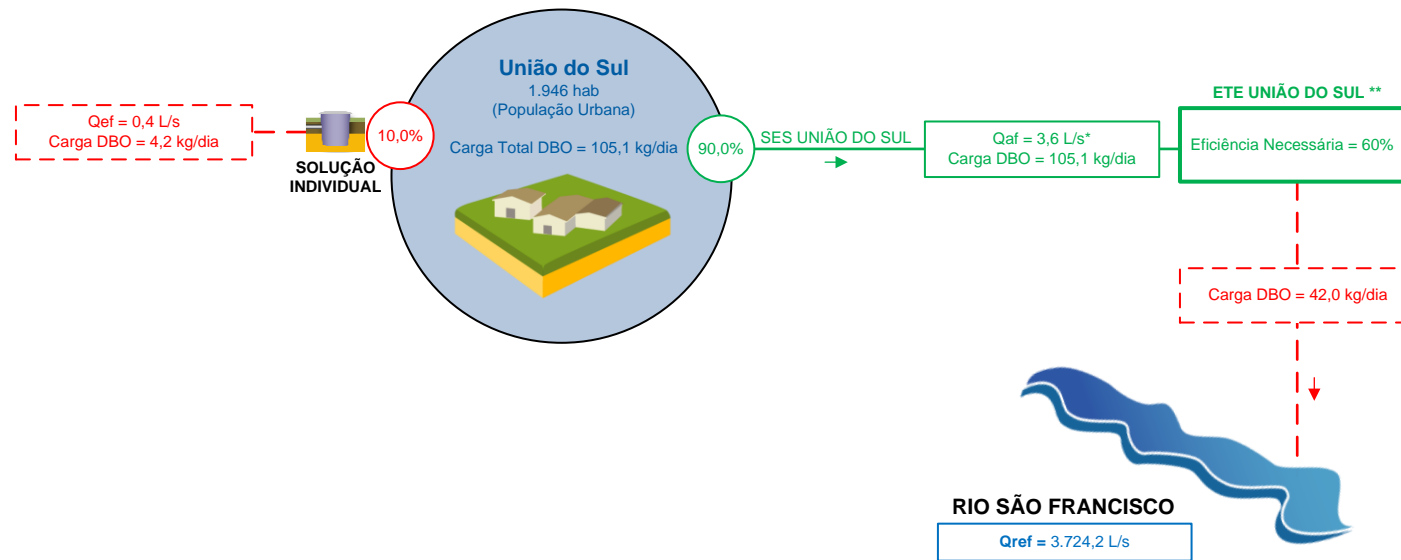 União do Sul
1.946 hab
(População Urbana)
Carga Total DBO = 105,1 kg/dia
Qef = 0,4 L/s
Carga DBO = 4,2 kg/dia
SOLUÇÃO
INDIVIDUAL
10,0%
90,0%
SES UNIÃO DO SUL
Qaf = 3,6 L/s*
Carga DBO = 105,1 kg/dia
ETE UNIÃO DO SUL **
Eficiência Necessária = 60%
Carga DBO = 42,0 kg/dia
RIO SÃO FRANCISCO
Qref = 3.724,2 L/s